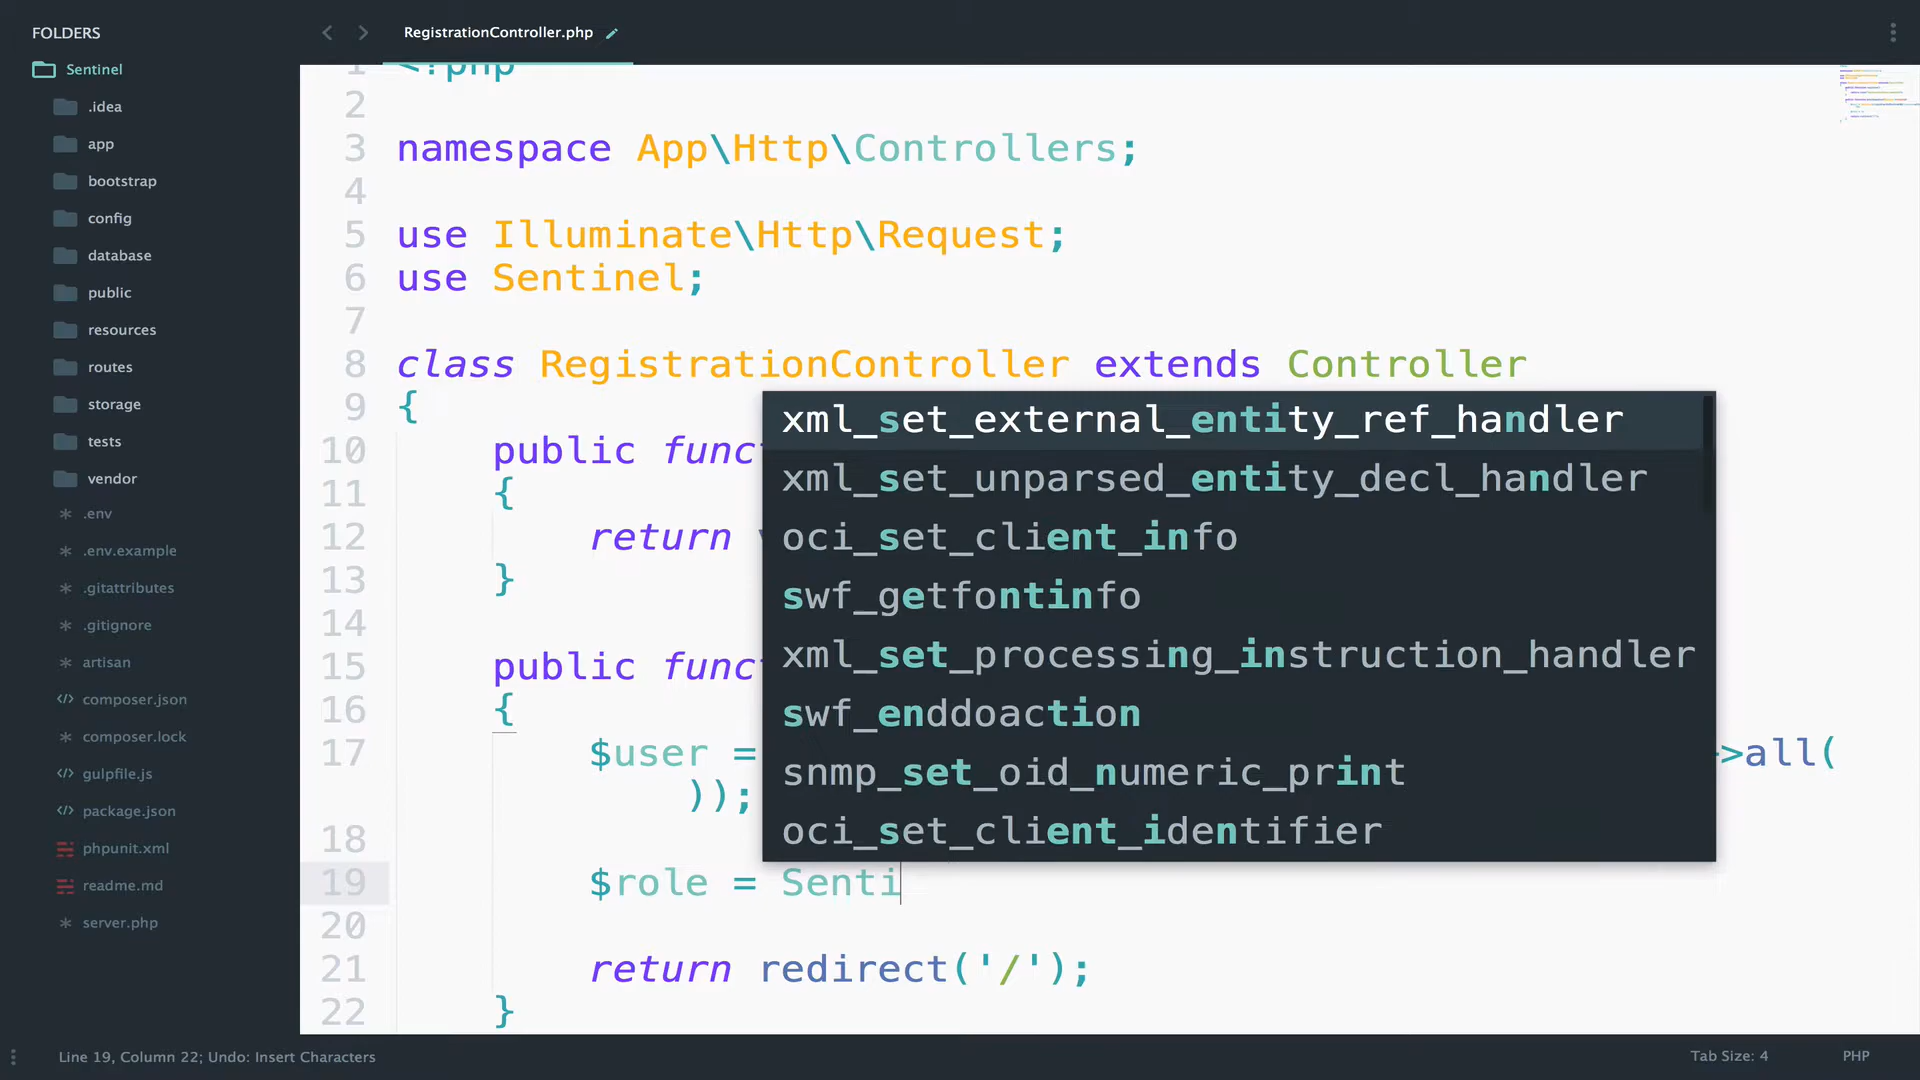 FOLDERS
Sentinel
.idea
app
bootstrap
config
database
public
resources
routes
storage
tests
vendor
.env
.env.example
.gitattributes
.gitignore
artisan
composer.json
composer.lock
gulpfile.js
package.json
phpunit.xml
readme.md
server.php
RegistrationController.php
1 <?php
2
3 namespace App\Http\Controllers;
4
5 use Illuminate\Http\Request;
6 use Sentinel;
7
8 class RegistrationController extends Controller
9 {
10 public func
11 {
12 return
13 }
14
15 public func
16 {
17 $user = >all(
));
18
19 $role = Senti
20
21 return redirect('/');
22 }
xml_set_external_entity_ref_handler
xml_set_unparsed_entity_decl_handler
oci_set_client_info
swf_getfontinfo
xml_set_processing_instruction_handler
swf_enddoaction
snmp_set_oid_numeric_print
oci_set_client_identifier
Line 19, Column 22; Undo: Insert Characters
Tab Size: 4
PHP